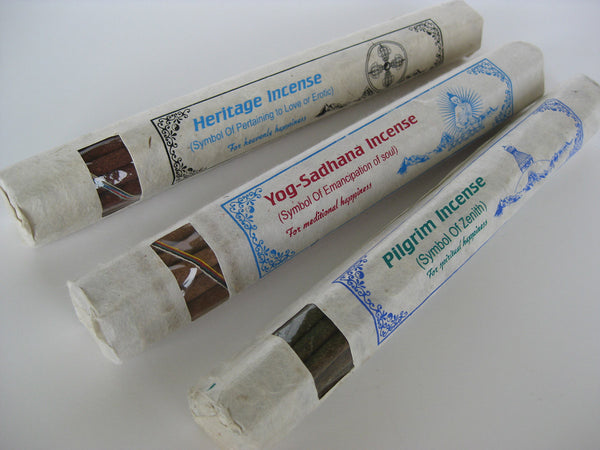 Heritage Incense
(Symbol Of Pertaining to Love or Erotic)
For heavenly happiness
Yog-Sadhana Incense
(Symbol Of Emancipation of soul)
For meditional happiness
Pilgrim Incense
(Symbol Of Zenith)
For spiritual happiness